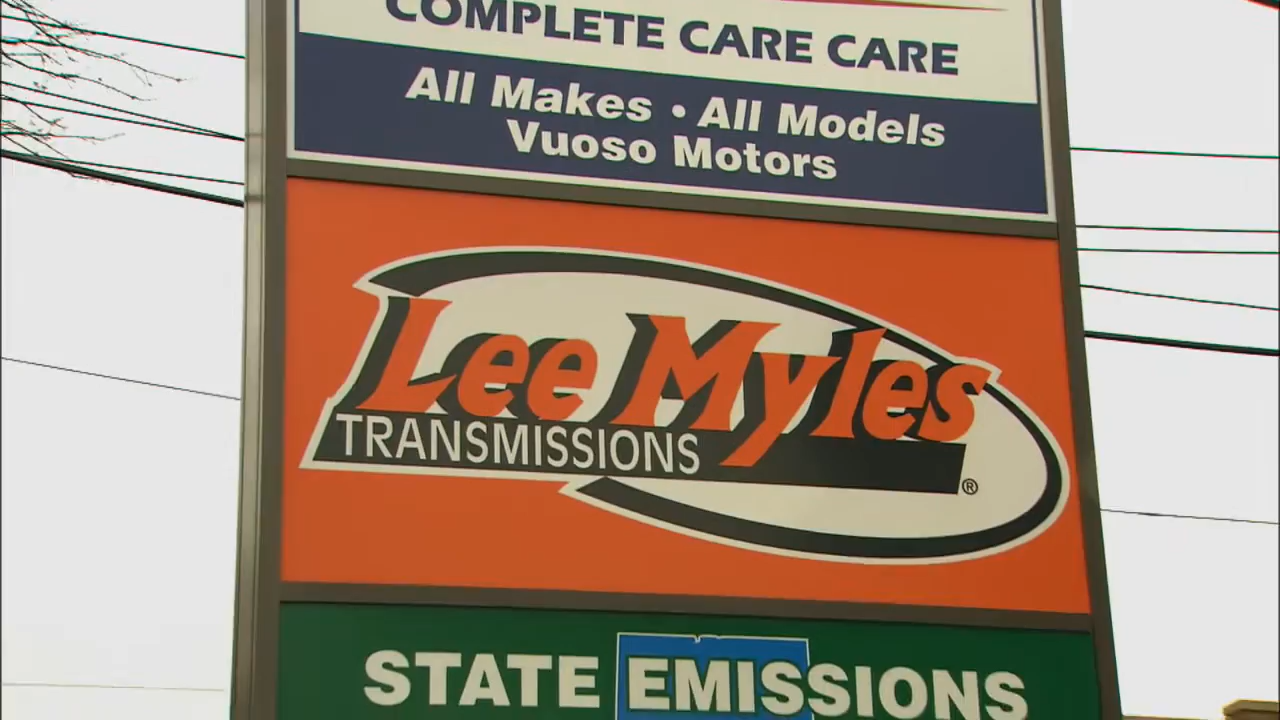 COMPLETE CARE CARE
All Makes • All Models
Vuoso Motors
Lee Myles
TRANSMISSIONS
®
STATE EMISSIONS